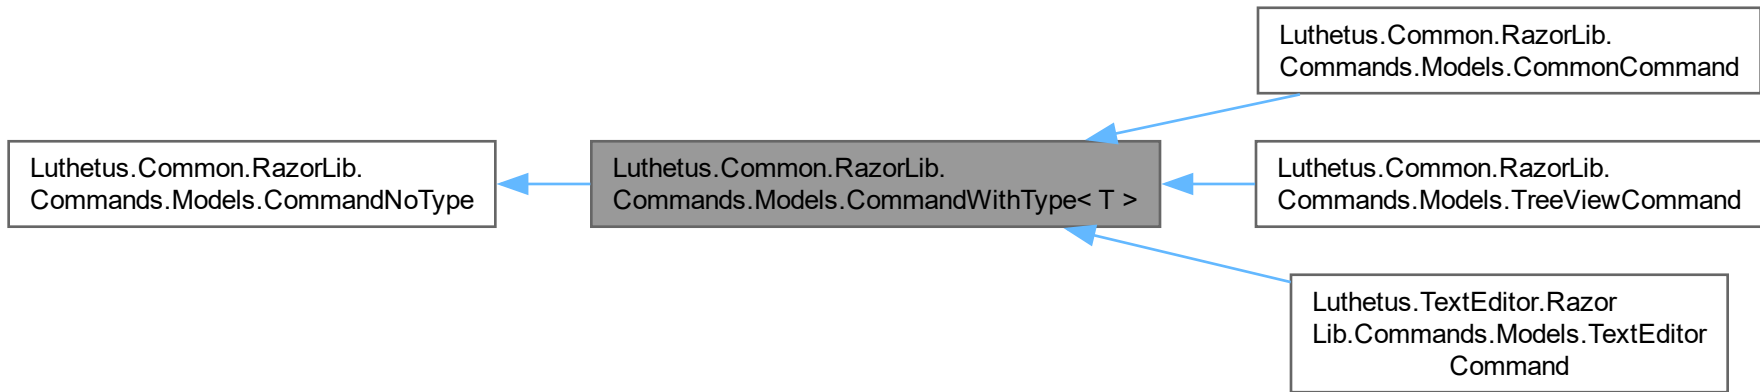 Luthetus.Common.RazorLib.
Commands.Models.CommandNoType
Luthetus.Common.RazorLib.
Commands.Models.CommandWithType< T >
Luthetus.Common.RazorLib.
Commands.Models.CommonCommand
Luthetus.Common.RazorLib.
Commands.Models.TreeViewCommand
Luthetus.TextEditor.Razor
Lib.Commands.Models.TextEditor
Command